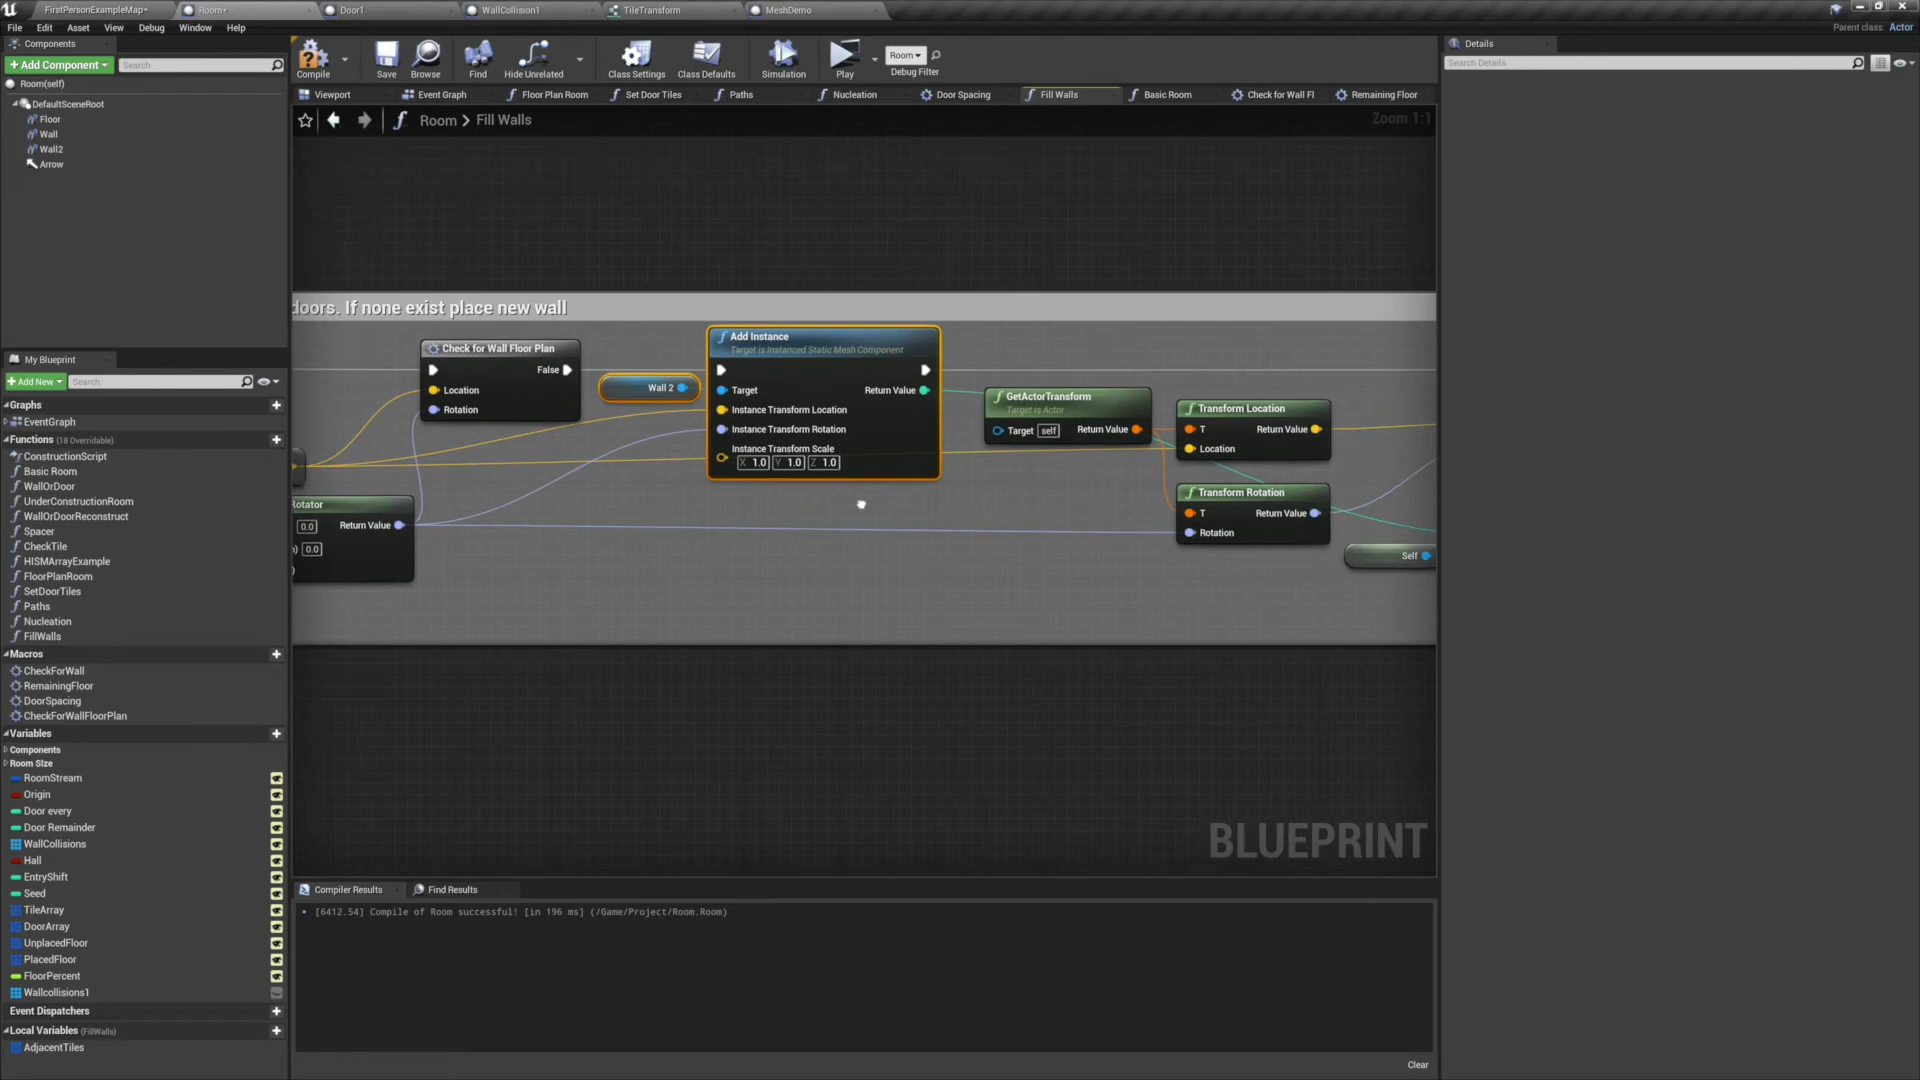 FirstPersonExampleMap*
Room*
Door1
WallCollision1
TileTransform
MeshDemo
File Edit Asset View Debug Window Help
Parent class: Actor
Components
+ Add Component
Search
Room(self)
DefaultSceneRoot
Floor
Wall
Wall2
Arrow
Compile
Save
Browse
Find
Hide Unrelated
Class Settings
Class Defaults
Simulation
Play
Room
Debug Filter
Details
Search Details
Viewport
Event Graph
Floor Plan Room
Set Door Tiles
Paths
Nucleation
Door Spacing
Fill Walls
Basic Room
Check for Wall Fl
Remaining Floor
Room > Fill Walls
Zoom 1:1
doors. If none exist place new wall
Check for Wall Floor Plan
False
Location
Rotation
Wall 2
Add Instance
Target is Instanced Static Mesh Component
Target
Return Value
Instance Transform Location
Instance Transform Rotation
Instance Transform Scale
X 1.0 Y 1.0 Z 1.0
GetActorTransform
Target is Actor
Target self
Return Value
Transform Location
T
Return Value
Location
Transform Rotation
T
Return Value
Rotation
Self
Rotator
0.0
Return Value
) 0.0
)
BLUEPRINT
My Blueprint
+Add New
Search
Graphs
EventGraph
Functions (18 Overridable)
ConstructionScript
Basic Room
WallOrDoor
UnderConstructionRoom
WallOrDoorReconstruct
Spacer
CheckTile
HISMArrayExample
FloorPlanRoom
SetDoorTiles
Paths
Nucleation
FillWalls
Macros
CheckForWall
RemainingFloor
DoorSpacing
CheckForWallFloorPlan
Variables
Components
Room Size
RoomStream
Origin
Door every
Door Remainder
WallCollisions
Hall
EntryShift
Seed
TileArray
DoorArray
UnplacedFloor
PlacedFloor
FloorPercent
Wallcollisions1
Event Dispatchers
Local Variables (FillWalls)
AdjacentTiles
Compiler Results
Find Results
[6412.54] Compile of Room successful! [in 196 ms] (/Game/Project/Room.Room)
Clear